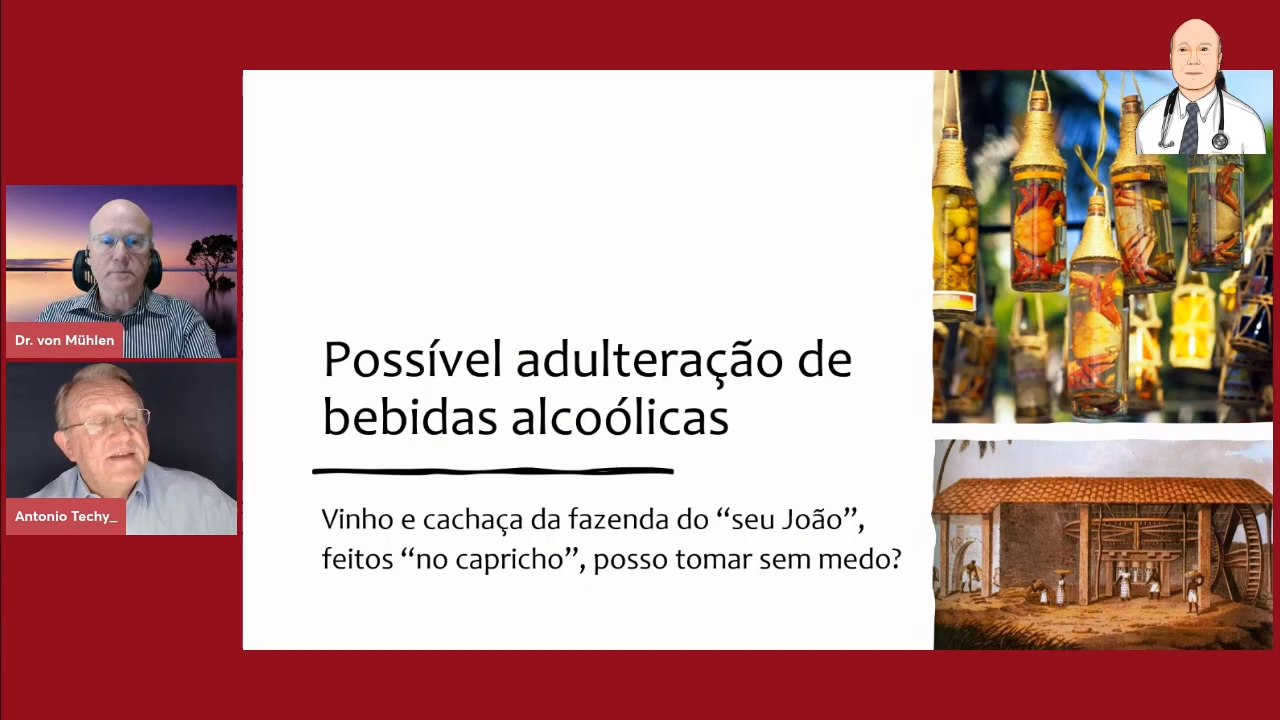 Dr. von Mühlen
Antonio Techy_
Possível adulteração de
bebidas alcoólicas
Vinho e cachaça da fazenda do “seu João”,
feitos “no capricho”, posso tomar sem medo?